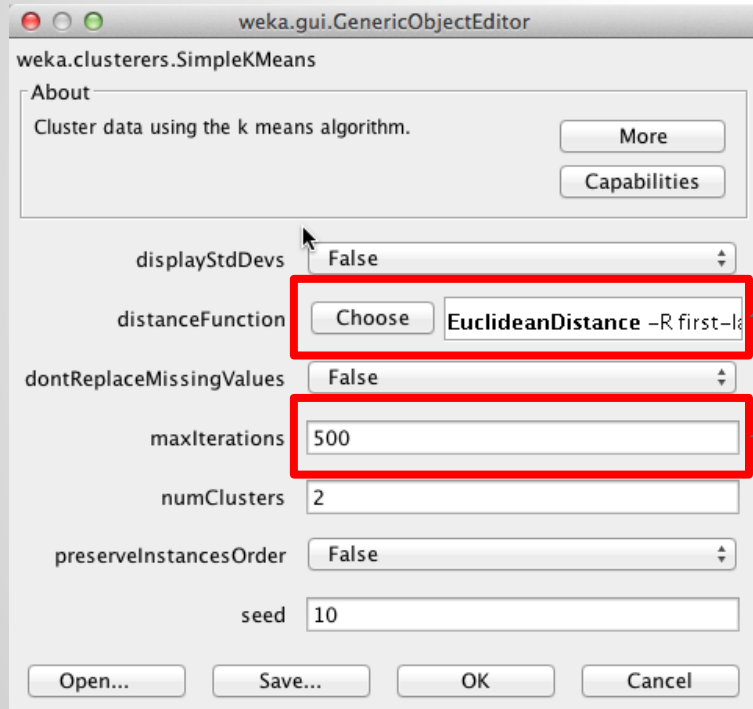 weka.gui.GenericObjectEditor
weka.clusterers.SimpleKMeans
About
Cluster data using the k means algorithm.
More
Capabilities
displayStdDevs False
distanceFunction Choose EuclideanDistance -R first-la
dontReplaceMissingValues False
maxIterations 500
numClusters 2
preserveInstancesOrder False
seed 10
Open... Save... OK Cancel